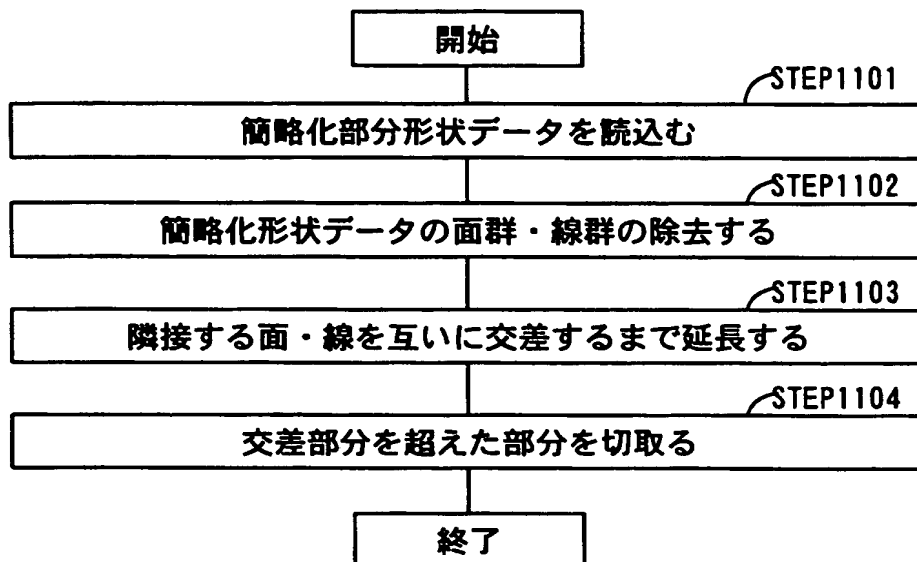 開始
STEP1101
簡略化部分形状データを読込む
STEP1102
簡略化形状データの面群・線群の除去する
STEP1103
隣接する面・線を互いに交差するまで延長する
STEP1104
交差部分を超えた部分を切取る
終了